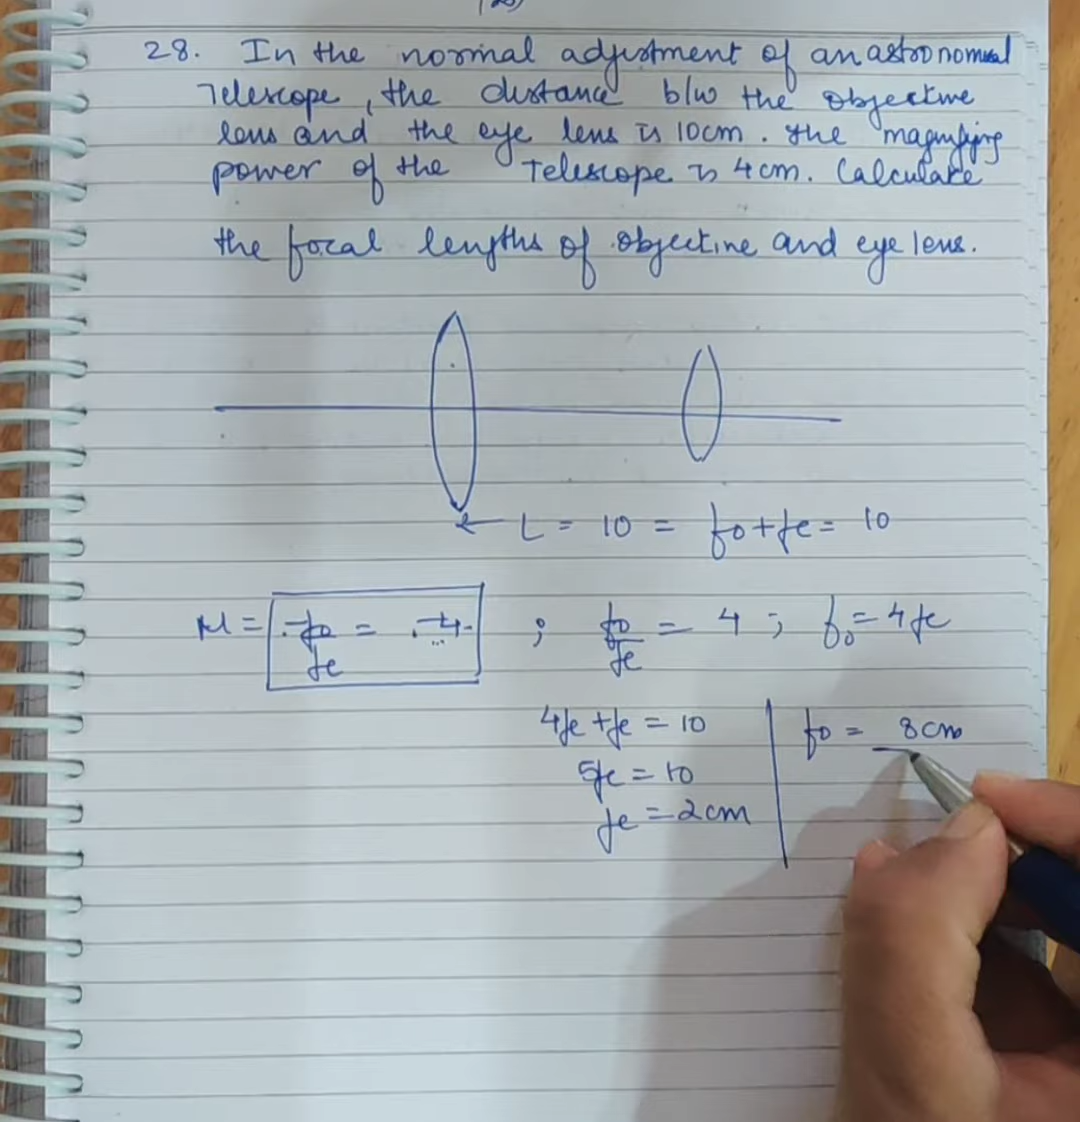 28. In the normal adjustment of an astronomical
Telescope, the distance b/w the objective
lens and the eye lens is 10cm. the magnifying
power of the Telescope is 4cm. Calculate
the focal lengths of objective and eye lens.
← L = 10 = fo+fe = 10
M = -fo/fe = -4 ; fo/fe = 4 ; fo = 4fe
4fe + fe = 10 | fo = 8cm
5fe = 10
fe = 2cm